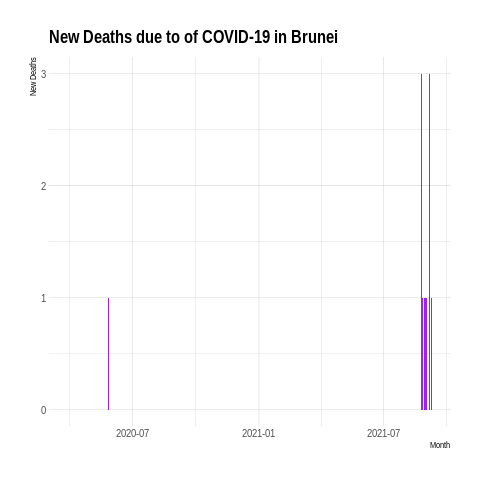 New Deaths due to of COVID-19 in Brunei
New Deaths
3
2
1
0
2020-07 2021-01 2021-07
Month